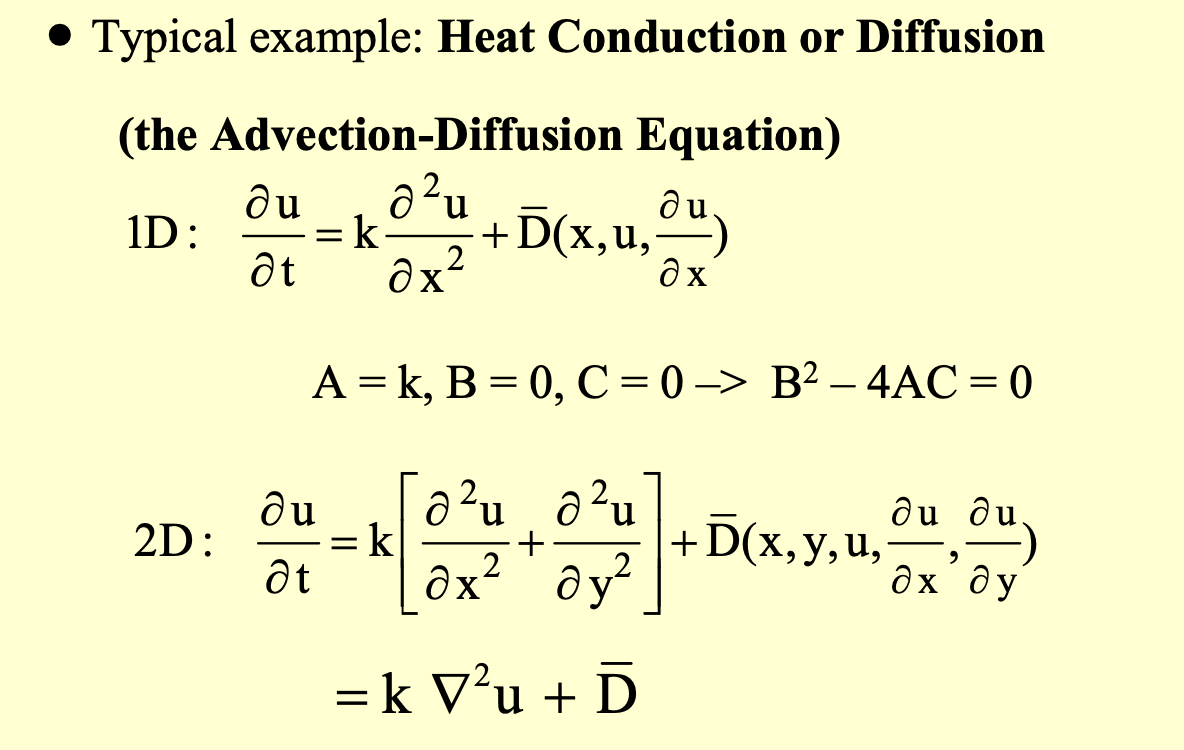 • Typical example: Heat Conduction or Diffusion
(the Advection-Diffusion Equation)
1D: ∂u/∂t = k ∂²u/∂x² + D̅(x,u,∂u/∂x)
A = k, B = 0, C = 0 –> B² – 4AC = 0
2D: ∂u/∂t = k[∂²u/∂x² + ∂²u/∂y²] + D̅(x,y,u,∂u/∂x,∂u/∂y)
= k ∇²u + D̅